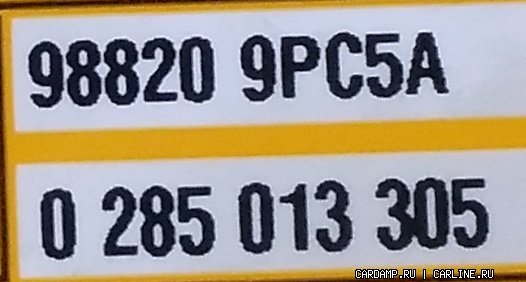 98820 9PC5A
0 285 013 305
CARDAMP.RU | CARLINE.RU